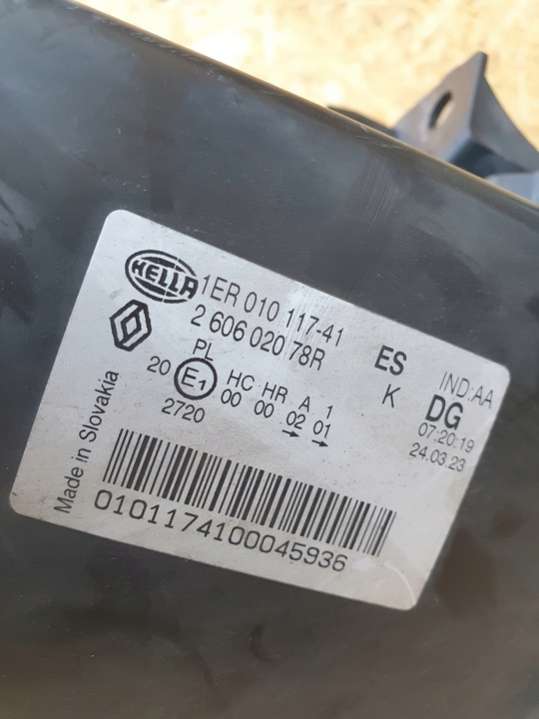 HELLA
1ER 010 117-41
2 606 020 78R
ES
IND:AA
PL
K
DG
20 E1 HC HR A 1
00 00 02 01
2720
07:20:19
24.03.23
Made in Slovakia
0101174100045936